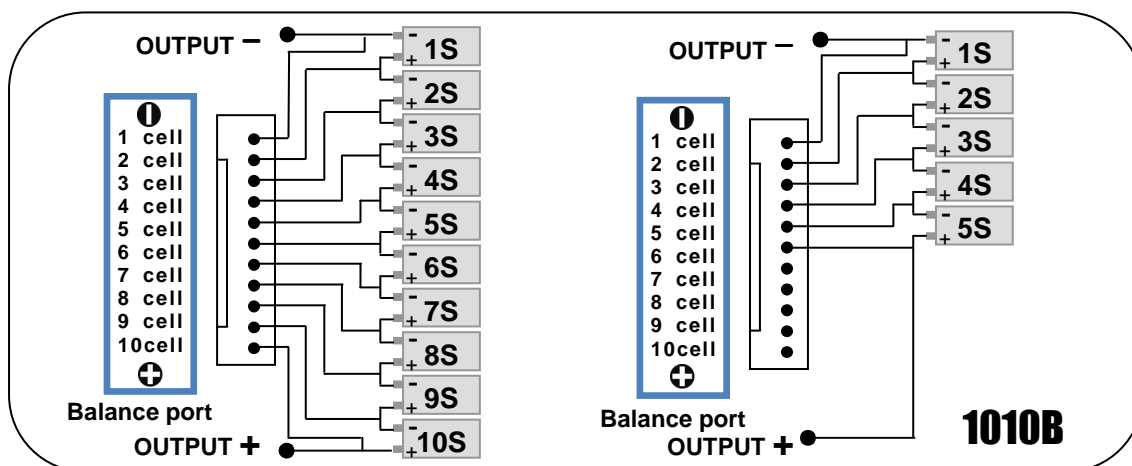 OUTPUT −
- 1S +
- 2S +
- 3S +
- 4S +
- 5S +
- 6S +
- 7S +
- 8S +
- 9S +
- 10S +
1 cell
2 cell
3 cell
4 cell
5 cell
6 cell
7 cell
8 cell
9 cell
10cell
Balance port
OUTPUT +
OUTPUT −
- 1S +
- 2S +
- 3S +
- 4S +
- 5S +
1 cell
2 cell
3 cell
4 cell
5 cell
6 cell
7 cell
8 cell
9 cell
10cell
Balance port
OUTPUT +
1010B